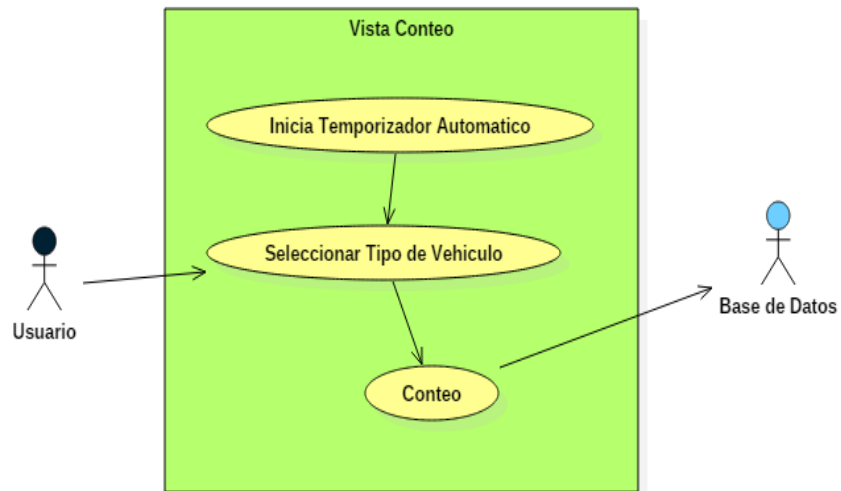 Vista Conteo
Inicia Temporizador Automatico
Seleccionar Tipo de Vehiculo
Usuario
Base de Datos
Conteo